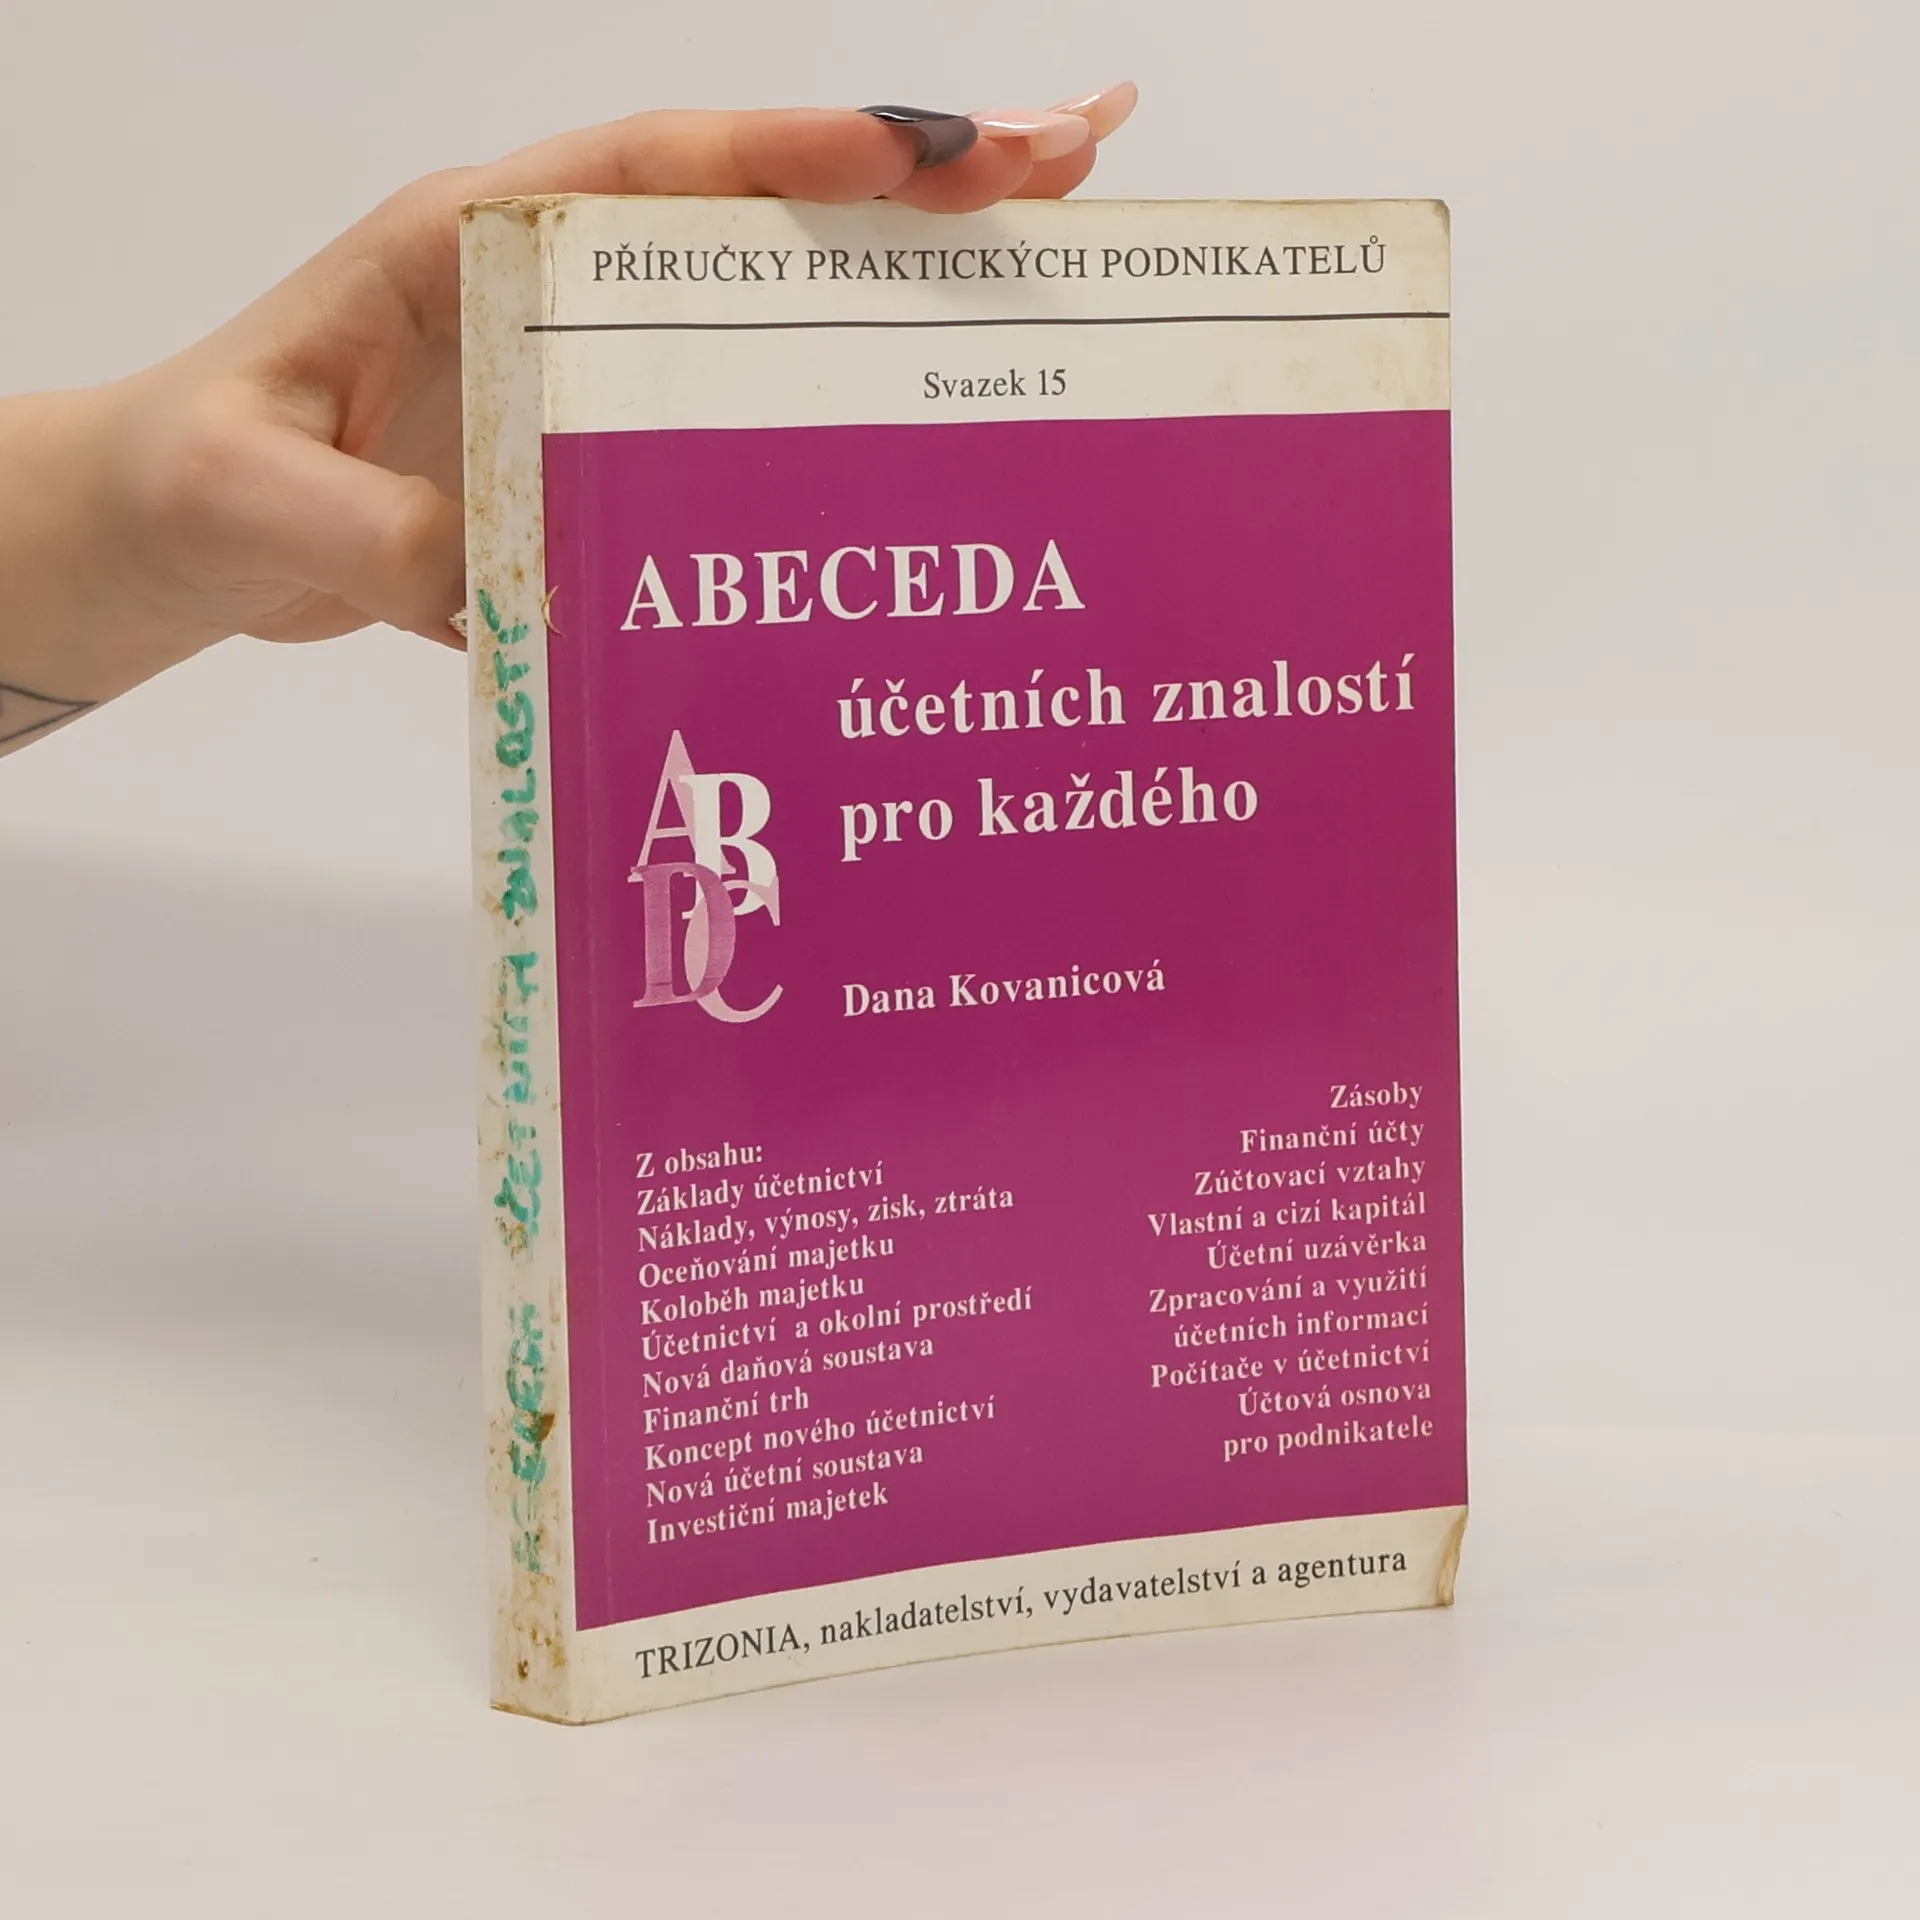 PŘÍRUČKY PRAKTICKÝCH PODNIKATELŮ
Svazek 15
ABECEDA
účetních znalostí
pro každého
A
B
D
C
Dana Kovanicová
Z obsahu:
Základy účetnictví
Náklady, výnosy, zisk, ztráta
Oceňování majetku
Koloběh majetku
Účetnictví a okolní prostředí
Nová daňová soustava
Finanční trh
Koncept nového účetnictví
Nová účetní soustava
Investiční majetek
Zásoby
Finanční účty
Zúčtovací vztahy
Vlastní a cizí kapitál
Účetní uzávěrka
Zpracování a využití
účetních informací
Počítače v účetnictví
Účtová osnova
pro podnikatele
TRIZONIA, nakladatelství, vydavatelství a agentura
ZNALOSTÍ